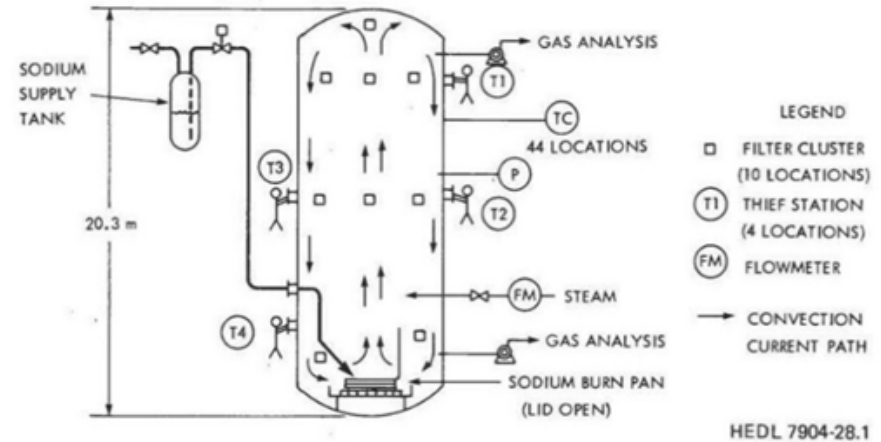 GAS ANALYSIS
T1
SODIUM
SUPPLY
TANK
TC
44 LOCATIONS
T3
P
T2
20.3 m
FM
STEAM
T4
GAS ANALYSIS
SODIUM BURN PAN
(LID OPEN)
LEGEND
FILTER CLUSTER
(10 LOCATIONS)
T1
THIEF STATION
(4 LOCATIONS)
FM
FLOWMETER
CONVECTION
CURRENT PATH
HEDL 7904-28.1